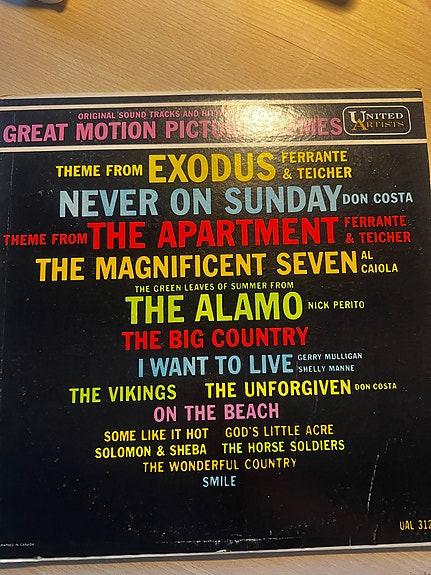 ORIGINAL SOUND TRACKS AND HIT
GREAT MOTION PICTU MES
UNITED
ARTISTS
THEME FROM EXODUS FERRANTE & TEICHER
NEVER ON SUNDAY DON COSTA
THEME FROM THE APARTMENT FERRANTE & TEICHER
THE MAGNIFICENT SEVEN AL CAIOLA
THE GREEN LEAVES OF SUMMER FROM
THE ALAMO NICK PERITO
THE BIG COUNTRY
I WANT TO LIVE GERRY MULLIGAN SHELLY MANNE
THE VIKINGS THE UNFORGIVEN DON COSTA
ON THE BEACH
SOME LIKE IT HOT GOD'S LITTLE ACRE
SOLOMON & SHEBA THE HORSE SOLDIERS
THE WONDERFUL COUNTRY
SMILE
UAL 312
IN CANADA